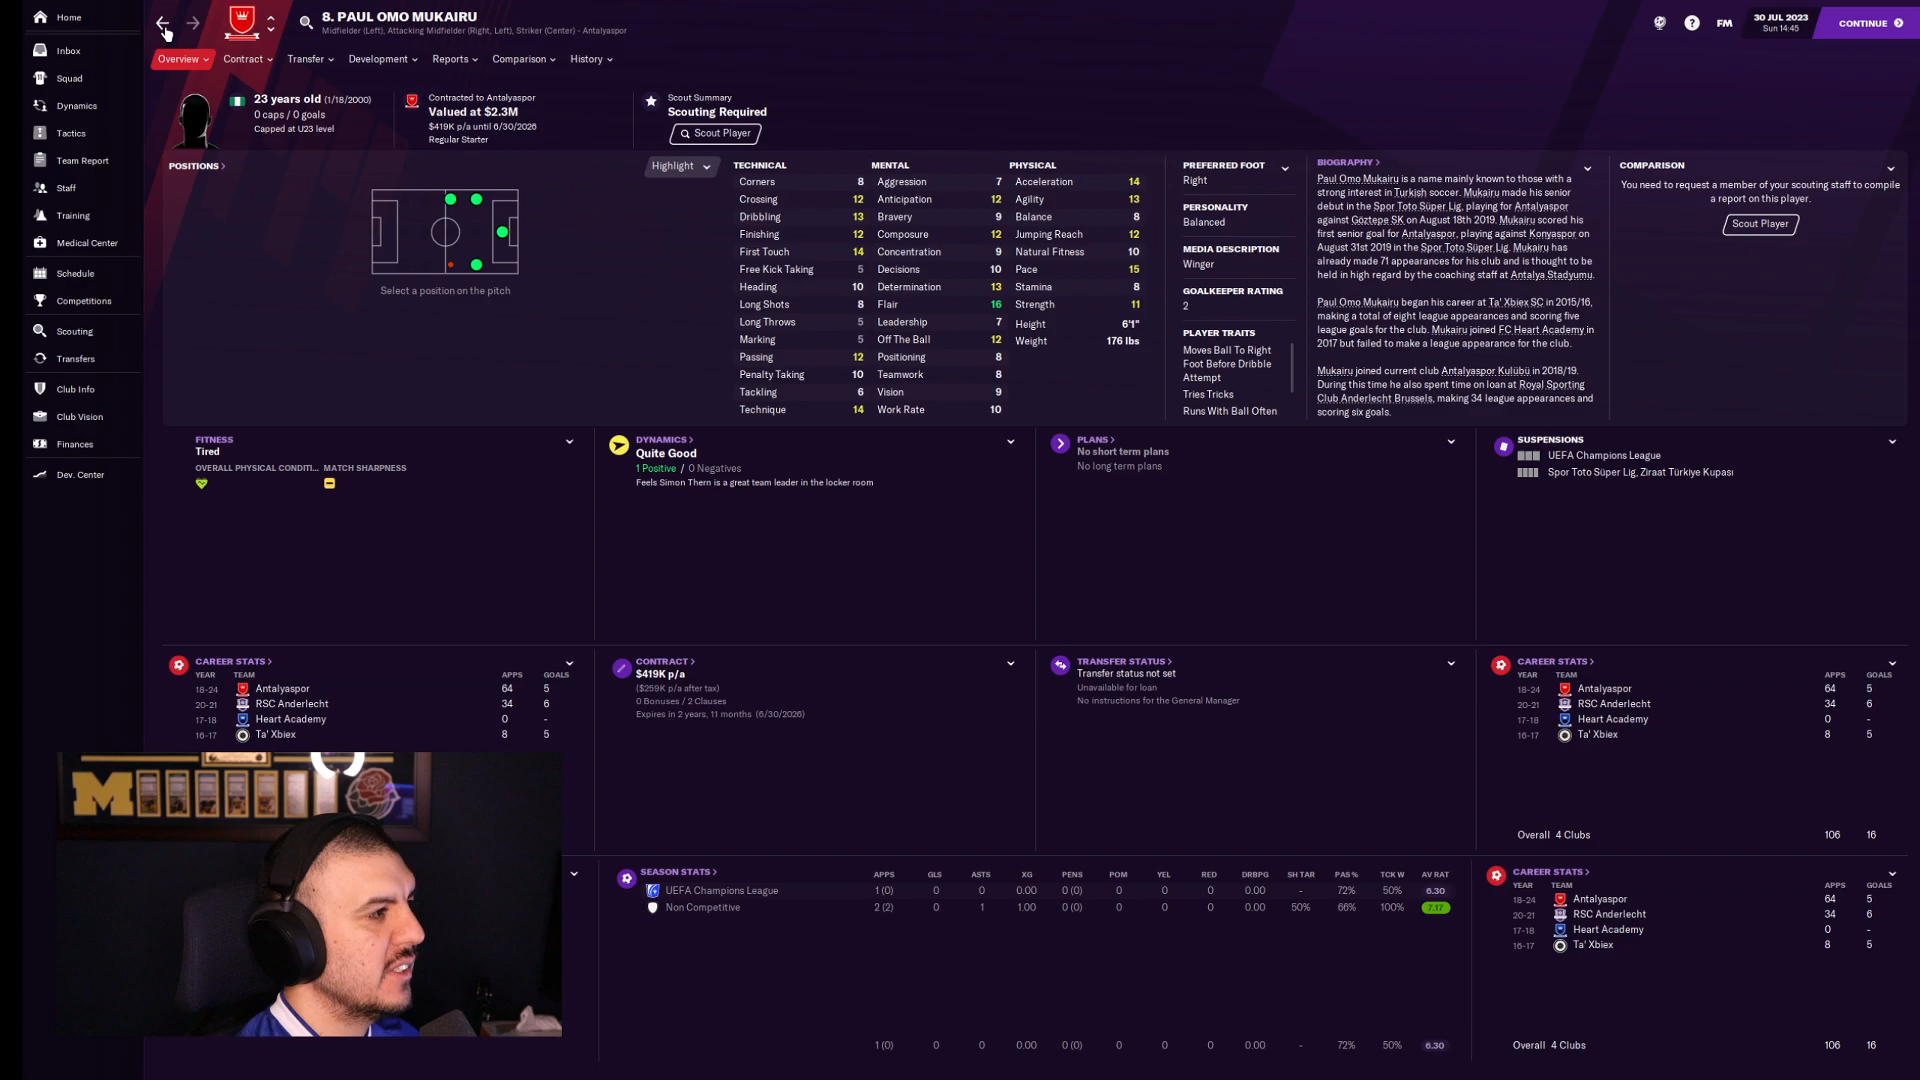 Home
Inbox
Squad
Dynamics
Tactics
Team Report
Staff
Training
Medical Center
Schedule
Competitions
Scouting
Transfers
Club Info
Club Vision
Finances
Dev. Center
8. PAUL OMO MUKAIRU
Midfielder (Left), Attacking Midfielder (Right, Left), Striker (Center) - Antalyaspor
? FM
30 JUL 2023
Sun 14:45
CONTINUE
Overview Contract Transfer Development Reports Comparison History
23 years old (1/18/2000)
0 caps / 0 goals
Capped at U23 level
Contracted to Antalyaspor
Valued at $2.3M
$419K p/a until 6/30/2026
Regular Starter
Scout Summary
Scouting Required
Scout Player
POSITIONS
Select a position on the pitch
Highlight
TECHNICAL
Corners 8
Crossing 12
Dribbling 13
Finishing 12
First Touch 14
Free Kick Taking 5
Heading 10
Long Shots 8
Long Throws 5
Marking 5
Passing 12
Penalty Taking 10
Tackling 6
Technique 14
MENTAL
Aggression 7
Anticipation 12
Bravery 9
Composure 12
Concentration 9
Decisions 10
Determination 13
Flair 16
Leadership 7
Off The Ball 12
Positioning 8
Teamwork 8
Vision 9
Work Rate 10
PHYSICAL
Acceleration 14
Agility 13
Balance 8
Jumping Reach 12
Natural Fitness 10
Pace 15
Stamina 8
Strength 11
Height 6'1"
Weight 176 lbs
PREFERRED FOOT
Right
PERSONALITY
Balanced
MEDIA DESCRIPTION
Winger
GOALKEEPER RATING
2
PLAYER TRAITS
Moves Ball To Right
Foot Before Dribble
Attempt
Tries Tricks
Runs With Ball Often
BIOGRAPHY
Paul Omo Mukairu is a name mainly known to those with a
strong interest in Turkish soccer. Mukairu made his senior
debut in the Spor Toto Süper Lig, playing for Antalyaspor
against Göztepe SK on August 18th 2019. Mukairu scored his
first senior goal for Antalyaspor, playing against Konyaspor on
August 31st 2019 in the Spor Toto Süper Lig. Mukairu has
already made 71 appearances for his club and is thought to be
held in high regard by the coaching staff at Antalya Stadyumu.
Paul Omo Mukairu began his career at Ta' Xbiex SC in 2015/16,
making a total of eight league appearances and scoring five
league goals for the club. Mukairu joined FC Heart Academy in
2017 but failed to make a league appearance for the club.
Mukairu joined current club Antalyaspor Kulübü in 2018/19.
During this time he also spent time on loan at Royal Sporting
Club Anderlecht Brussels, making 34 league appearances and
scoring six goals.
COMPARISON
You need to request a member of your scouting staff to compile
a report on this player.
Scout Player
FITNESS
Tired
OVERALL PHYSICAL CONDITI... MATCH SHARPNESS
DYNAMICS
Quite Good
1 Positive / 0 Negatives
Feels Simon Thern is a great team leader in the locker room
PLANS
No short term plans
No long term plans
SUSPENSIONS
UEFA Champions League
Spor Toto Süper Lig, Ziraat Türkiye Kupası
CAREER STATS
YEAR TEAM APPS GOALS
18-24 Antalyaspor 64 5
20-21 RSC Anderlecht 34 6
17-18 Heart Academy 0 -
16-17 Ta' Xbiex 8 5
CONTRACT
$419K p/a
($259K p/a after tax)
0 Bonuses / 2 Clauses
Expires in 2 years, 11 months (6/30/2026)
TRANSFER STATUS
Transfer status not set
Unavailable for loan
No instructions for the General Manager
CAREER STATS
YEAR TEAM APPS GOALS
18-24 Antalyaspor 64 5
20-21 RSC Anderlecht 34 6
17-18 Heart Academy 0 -
16-17 Ta' Xbiex 8 5
Overall 4 Clubs 106 16
M
SEASON STATS APPS GLS ASTS XG PENS POM YEL RED DRBPG SH TAR PAS % TCK W AV RAT
UEFA Champions League 1 (0) 0 0 0.00 0 (0) 0 0 0 0.00 - 72% 50% 6.30
Non Competitive 2 (2) 0 1 1.00 0 (0) 0 0 0 0.00 50% 66% 100% 7.17
1 (0) 0 0 0.00 0 (0) 0 0 0 0.00 - 72% 50% 6.30
CAREER STATS
YEAR TEAM APPS GOALS
18-24 Antalyaspor 64 5
20-21 RSC Anderlecht 34 6
17-18 Heart Academy 0 -
16-17 Ta' Xbiex 8 5
Overall 4 Clubs 106 16